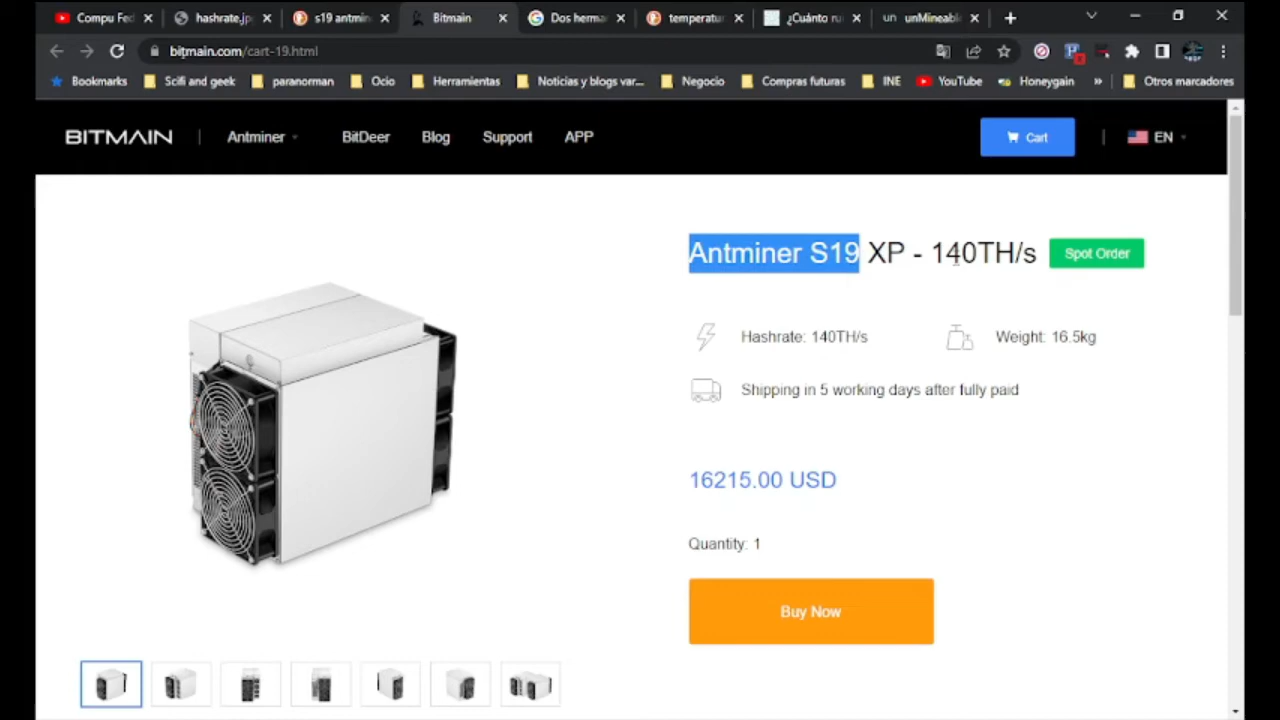 Compu Fed
hashrate.jp
s19 antmin
Bitmain
Dos herma
temperatur
¿Cuánto ru
un unMineabl
bitmain.com/cart-19.html
Bookmarks
Scifi and geek
paranorman
Ocio
Herramientas
Noticias y blogs var...
Negocio
Compras futuras
INE
YouTube
Honeygain
»
Otros marcadores
BITMAIN
Antminer
BitDeer
Blog
Support
APP
Cart
EN
Antminer S19 XP - 140TH/s
Spot Order
Hashrate: 140TH/s
Weight: 16.5kg
Shipping in 5 working days after fully paid
16215.00 USD
Quantity: 1
Buy Now